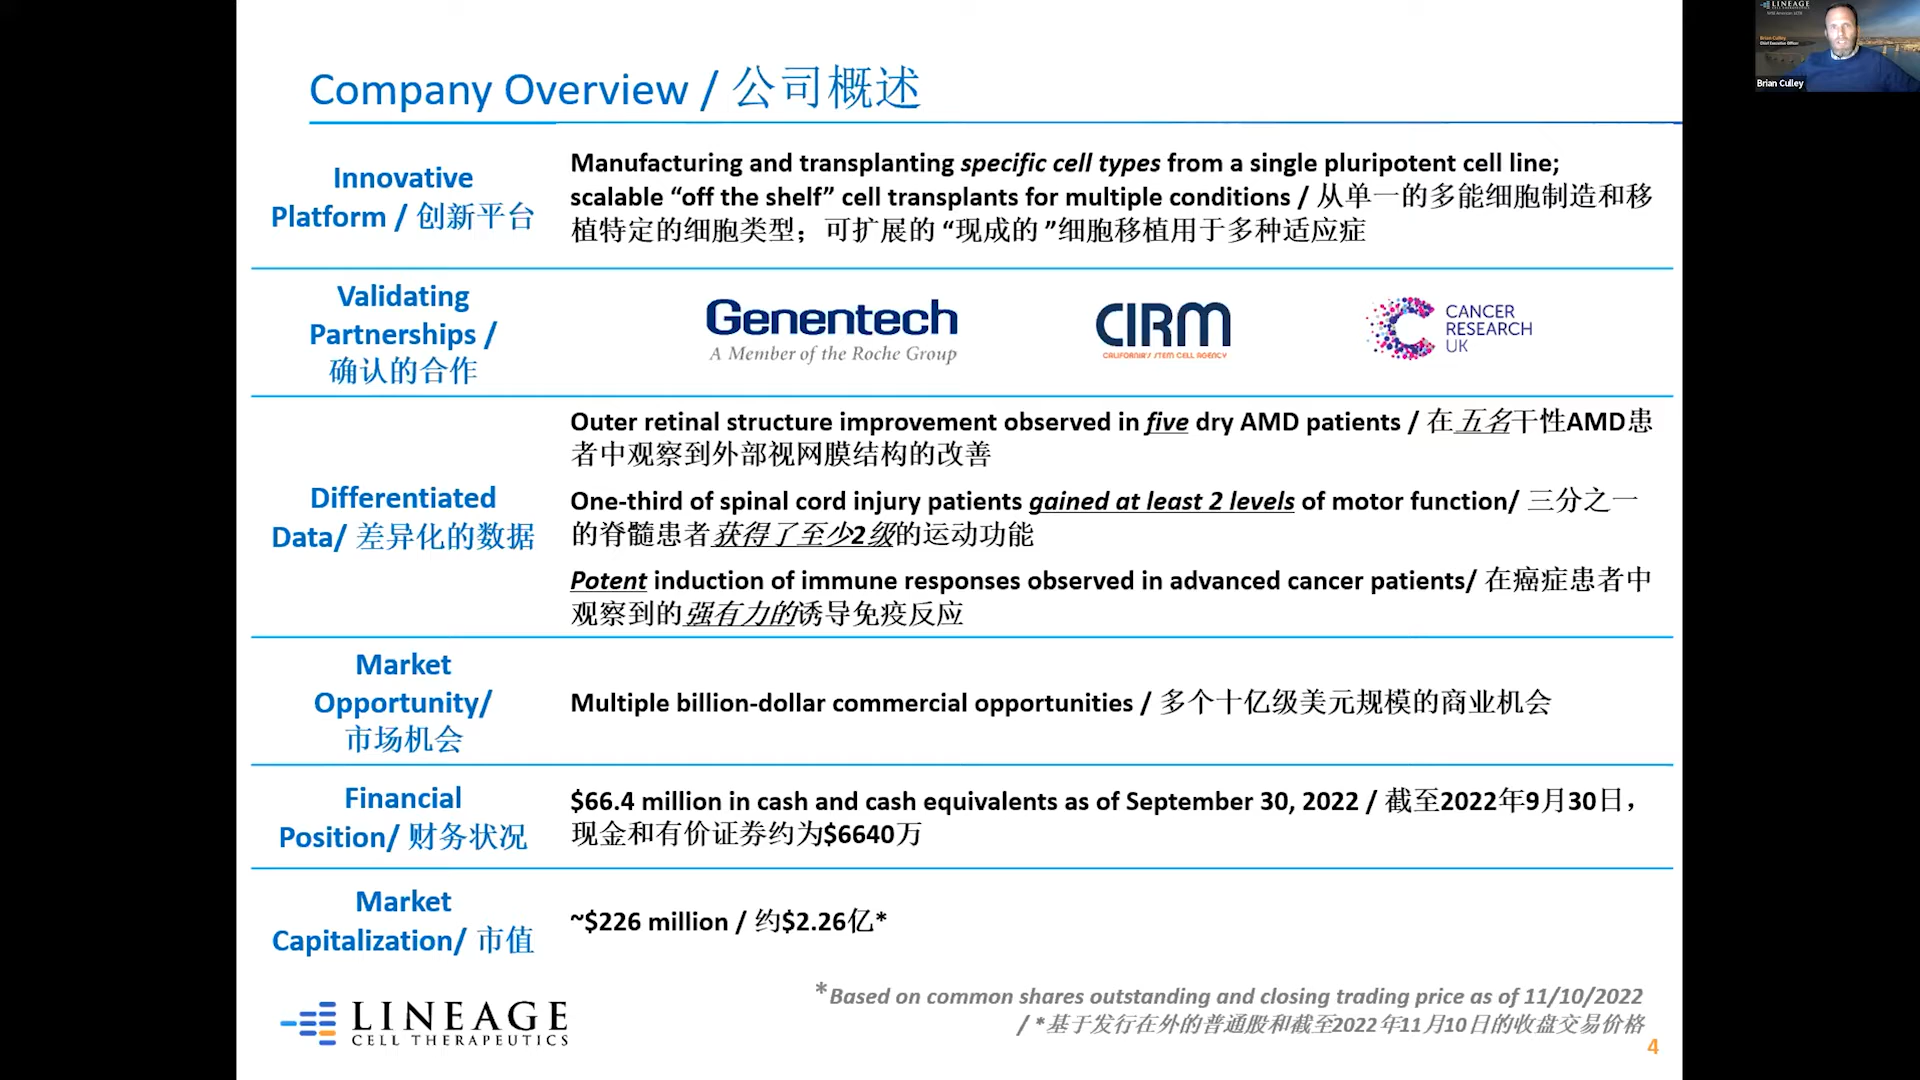 Company Overview / 公司概述
Innovative
Platform / 创新平台
Manufacturing and transplanting specific cell types from a single pluripotent cell line;
scalable “off the shelf” cell transplants for multiple conditions / 从单一的多能细胞制造和移
植特定的细胞类型；可扩展的 “现成的 ”细胞移植用于多种适应症
Validating
Partnerships /
确认的合作
Genentech
A Member of the Roche Group
CIRM
CALIFORNIA'S STEM CELL AGENCY
CANCER
RESEARCH
UK
Differentiated
Data/ 差异化的数据
Outer retinal structure improvement observed in five dry AMD patients / 在五名干性AMD患
者中观察到外部视网膜结构的改善
One-third of spinal cord injury patients gained at least 2 levels of motor function/ 三分之一
的脊髓患者获得了至少2级的运动功能
Potent induction of immune responses observed in advanced cancer patients/ 在癌症患者中
观察到的强有力的诱导免疫反应
Market
Opportunity/
市场机会
Multiple billion-dollar commercial opportunities / 多个十亿级美元规模的商业机会
Financial
Position/ 财务状况
$66.4 million in cash and cash equivalents as of September 30, 2022 / 截至2022年9月30日，
现金和有价证券约为$6640万
Market
Capitalization/ 市值
~$226 million / 约$2.26亿*
*Based on common shares outstanding and closing trading price as of 11/10/2022
/ *基于发行在外的普通股和截至2022年11月10日的收盘交易价格
LINEAGE
CELL THERAPEUTICS
4
LINEAGE
Brian Culley
Chief Executive Officer
Brian Culley